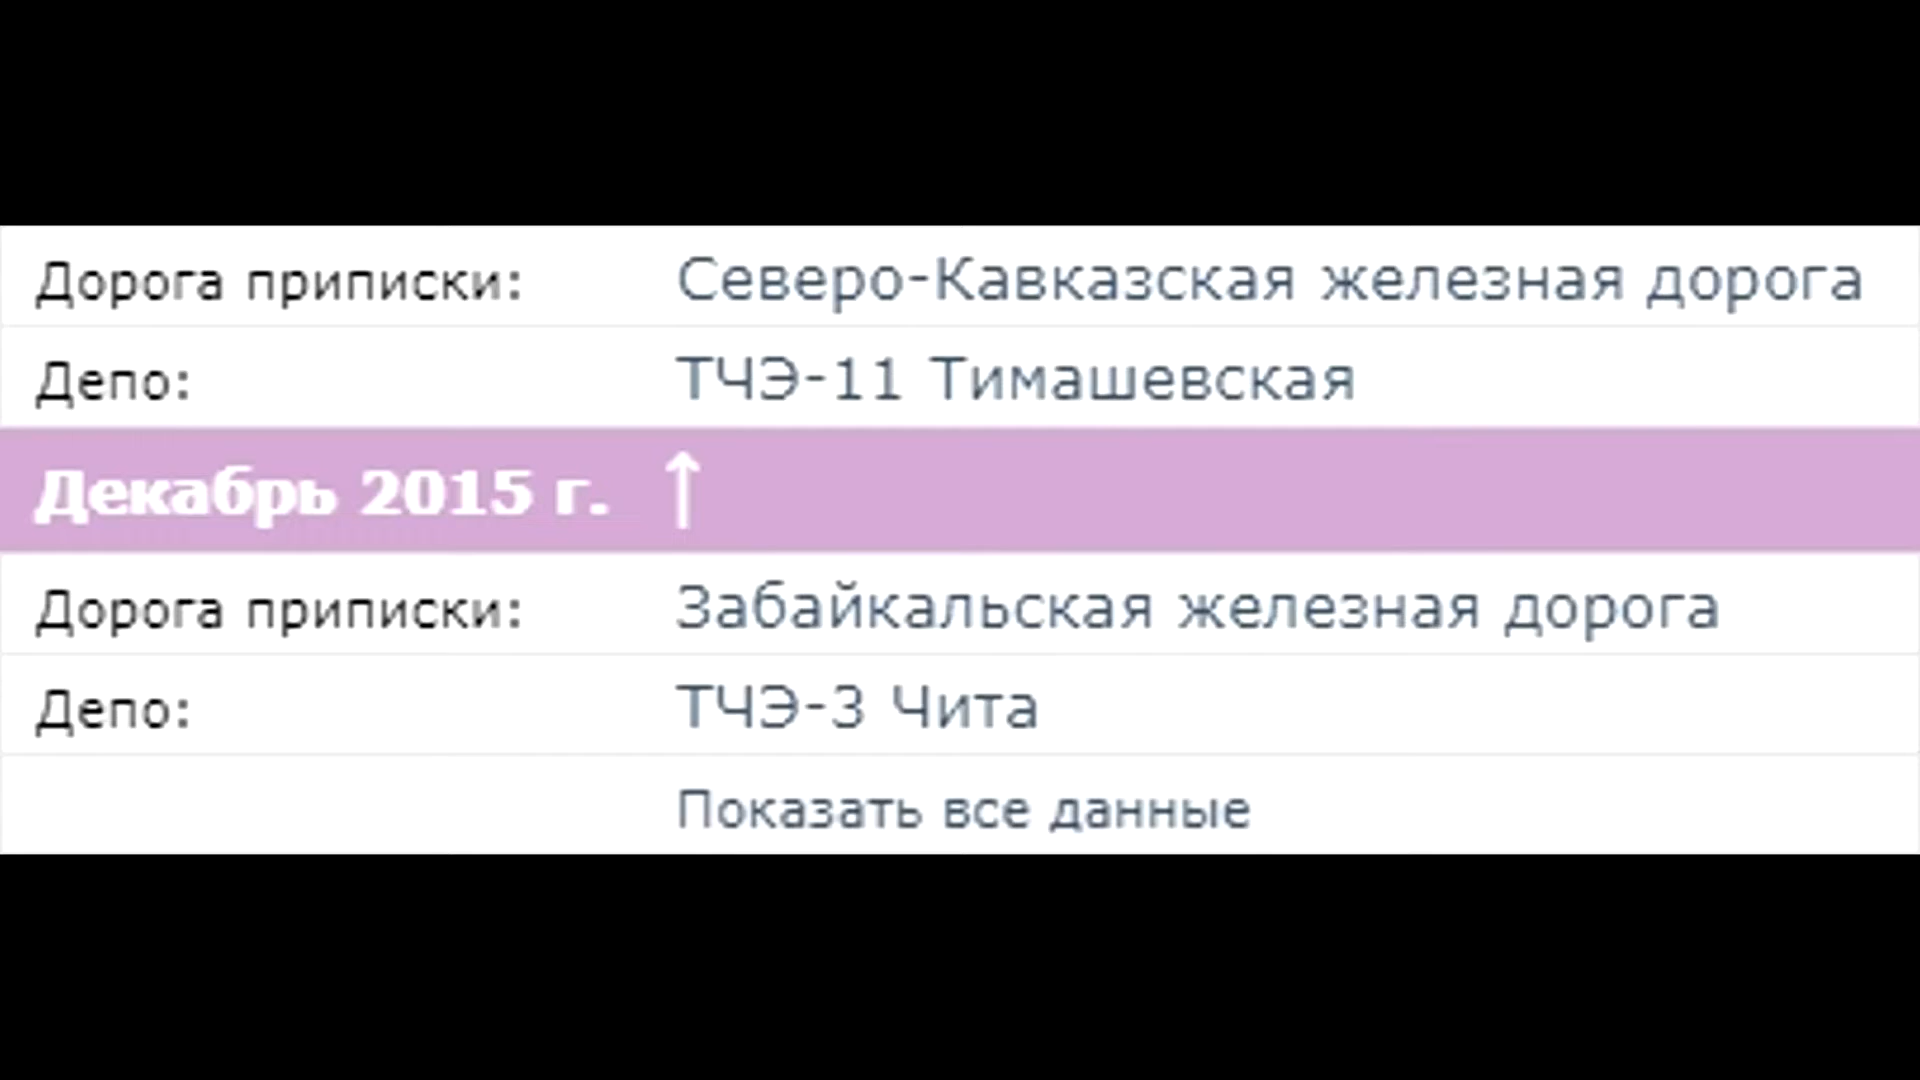 Дорога приписки: Северо-Кавказская железная дорога
Депо: ТЧЭ-11 Тимашевская
Декабрь 2015 г. ↑
Дорога приписки: Забайкальская железная дорога
Депо: ТЧЭ-3 Чита
Показать все данные